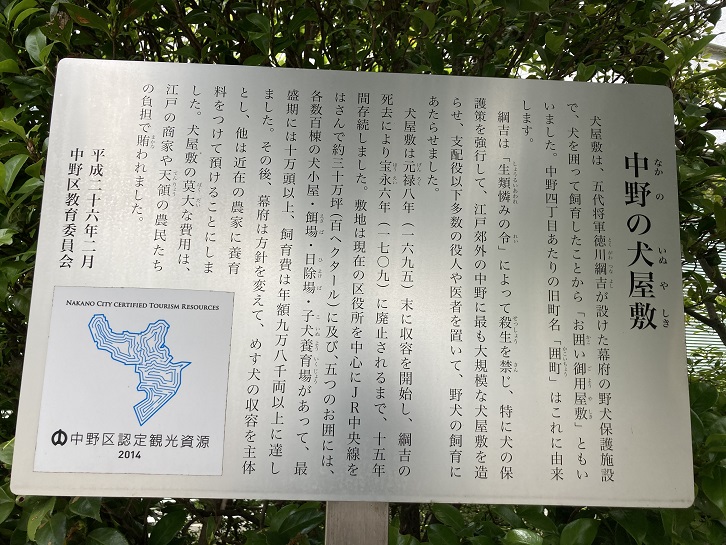 中野の犬屋敷
なかの いぬやしき
犬屋敷は、五代将軍徳川綱吉が設けた幕府の野犬保護施設
で、犬を囲って飼育したことから「お囲い御用屋敷」ともい
いました。中野四丁目あたりの旧町名「囲町」はこれに由来
します。
綱吉は「生類憐みの令」によって殺生を禁じ、特に犬の保
護策を強行して、江戸郊外の中野に最も大規模な犬屋敷を造
らせ、支配役以下多数の役人や医者を置いて、野犬の飼育に
あたらせました。
犬屋敷は元禄八年(一六九五)末に収容を開始し、綱吉の
死去により宝永六年(一七〇九)に廃止されるまで、十五年
間存続しました。敷地は現在の区役所を中心にJR中央線を
はさんで約三十万坪(百ヘクタール)に及び、五つのお囲には、
各数百棟の犬小屋・餌場・日除場・子犬養育場があって、最
盛期には十万頭以上、飼育費は年額九万八千両以上に達し
ました。その後、幕府は方針を変えて、めす犬の収容を主体
とし、他は近在の農家に養育
料をつけて預けることにしま
した。犬屋敷の莫大な費用は、
江戸の商家や天領の農民たち
の負担で賄われました。
平成二十六年二月
中野区教育委員会
NAKANO CITY CERTIFIED TOURISM RESOURCES
中野区認定観光資源
2014